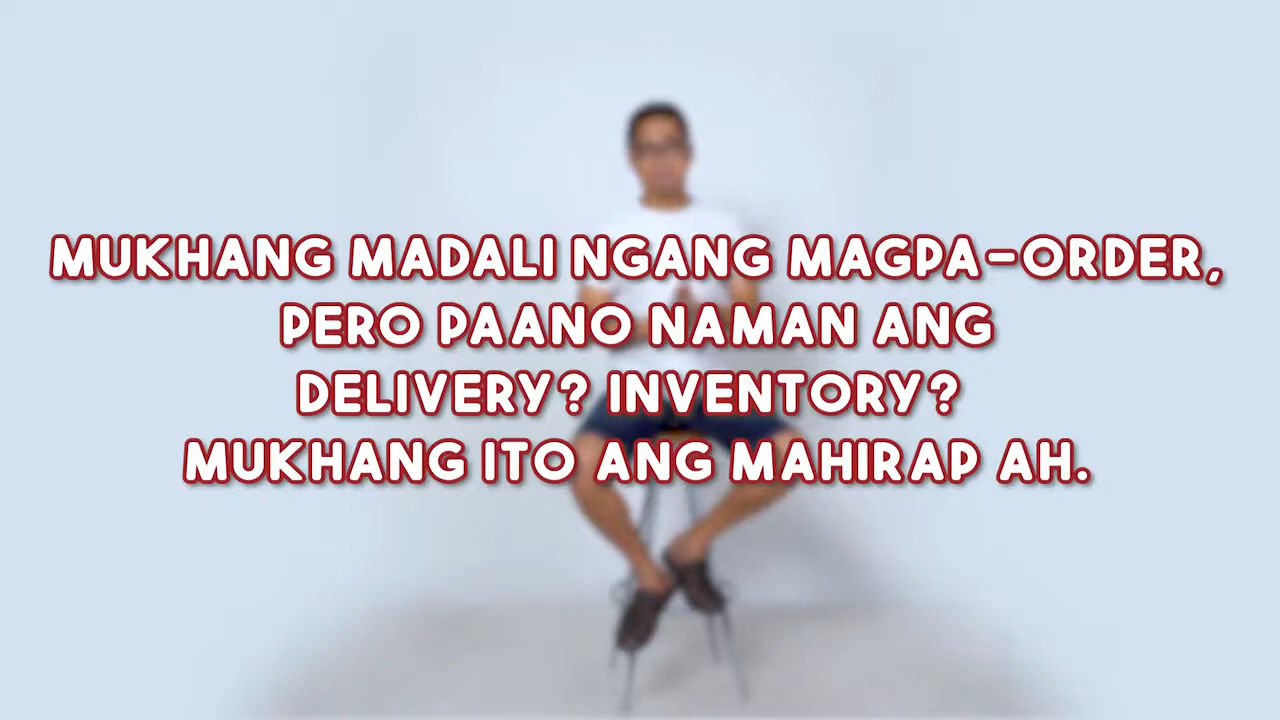 MUKHANG MADALI NGANG MAGPA-ORDER,
PERO PAANO NAMAN ANG
DELIVERY? INVENTORY?
MUKHANG ITO ANG MAHIRAP AH.